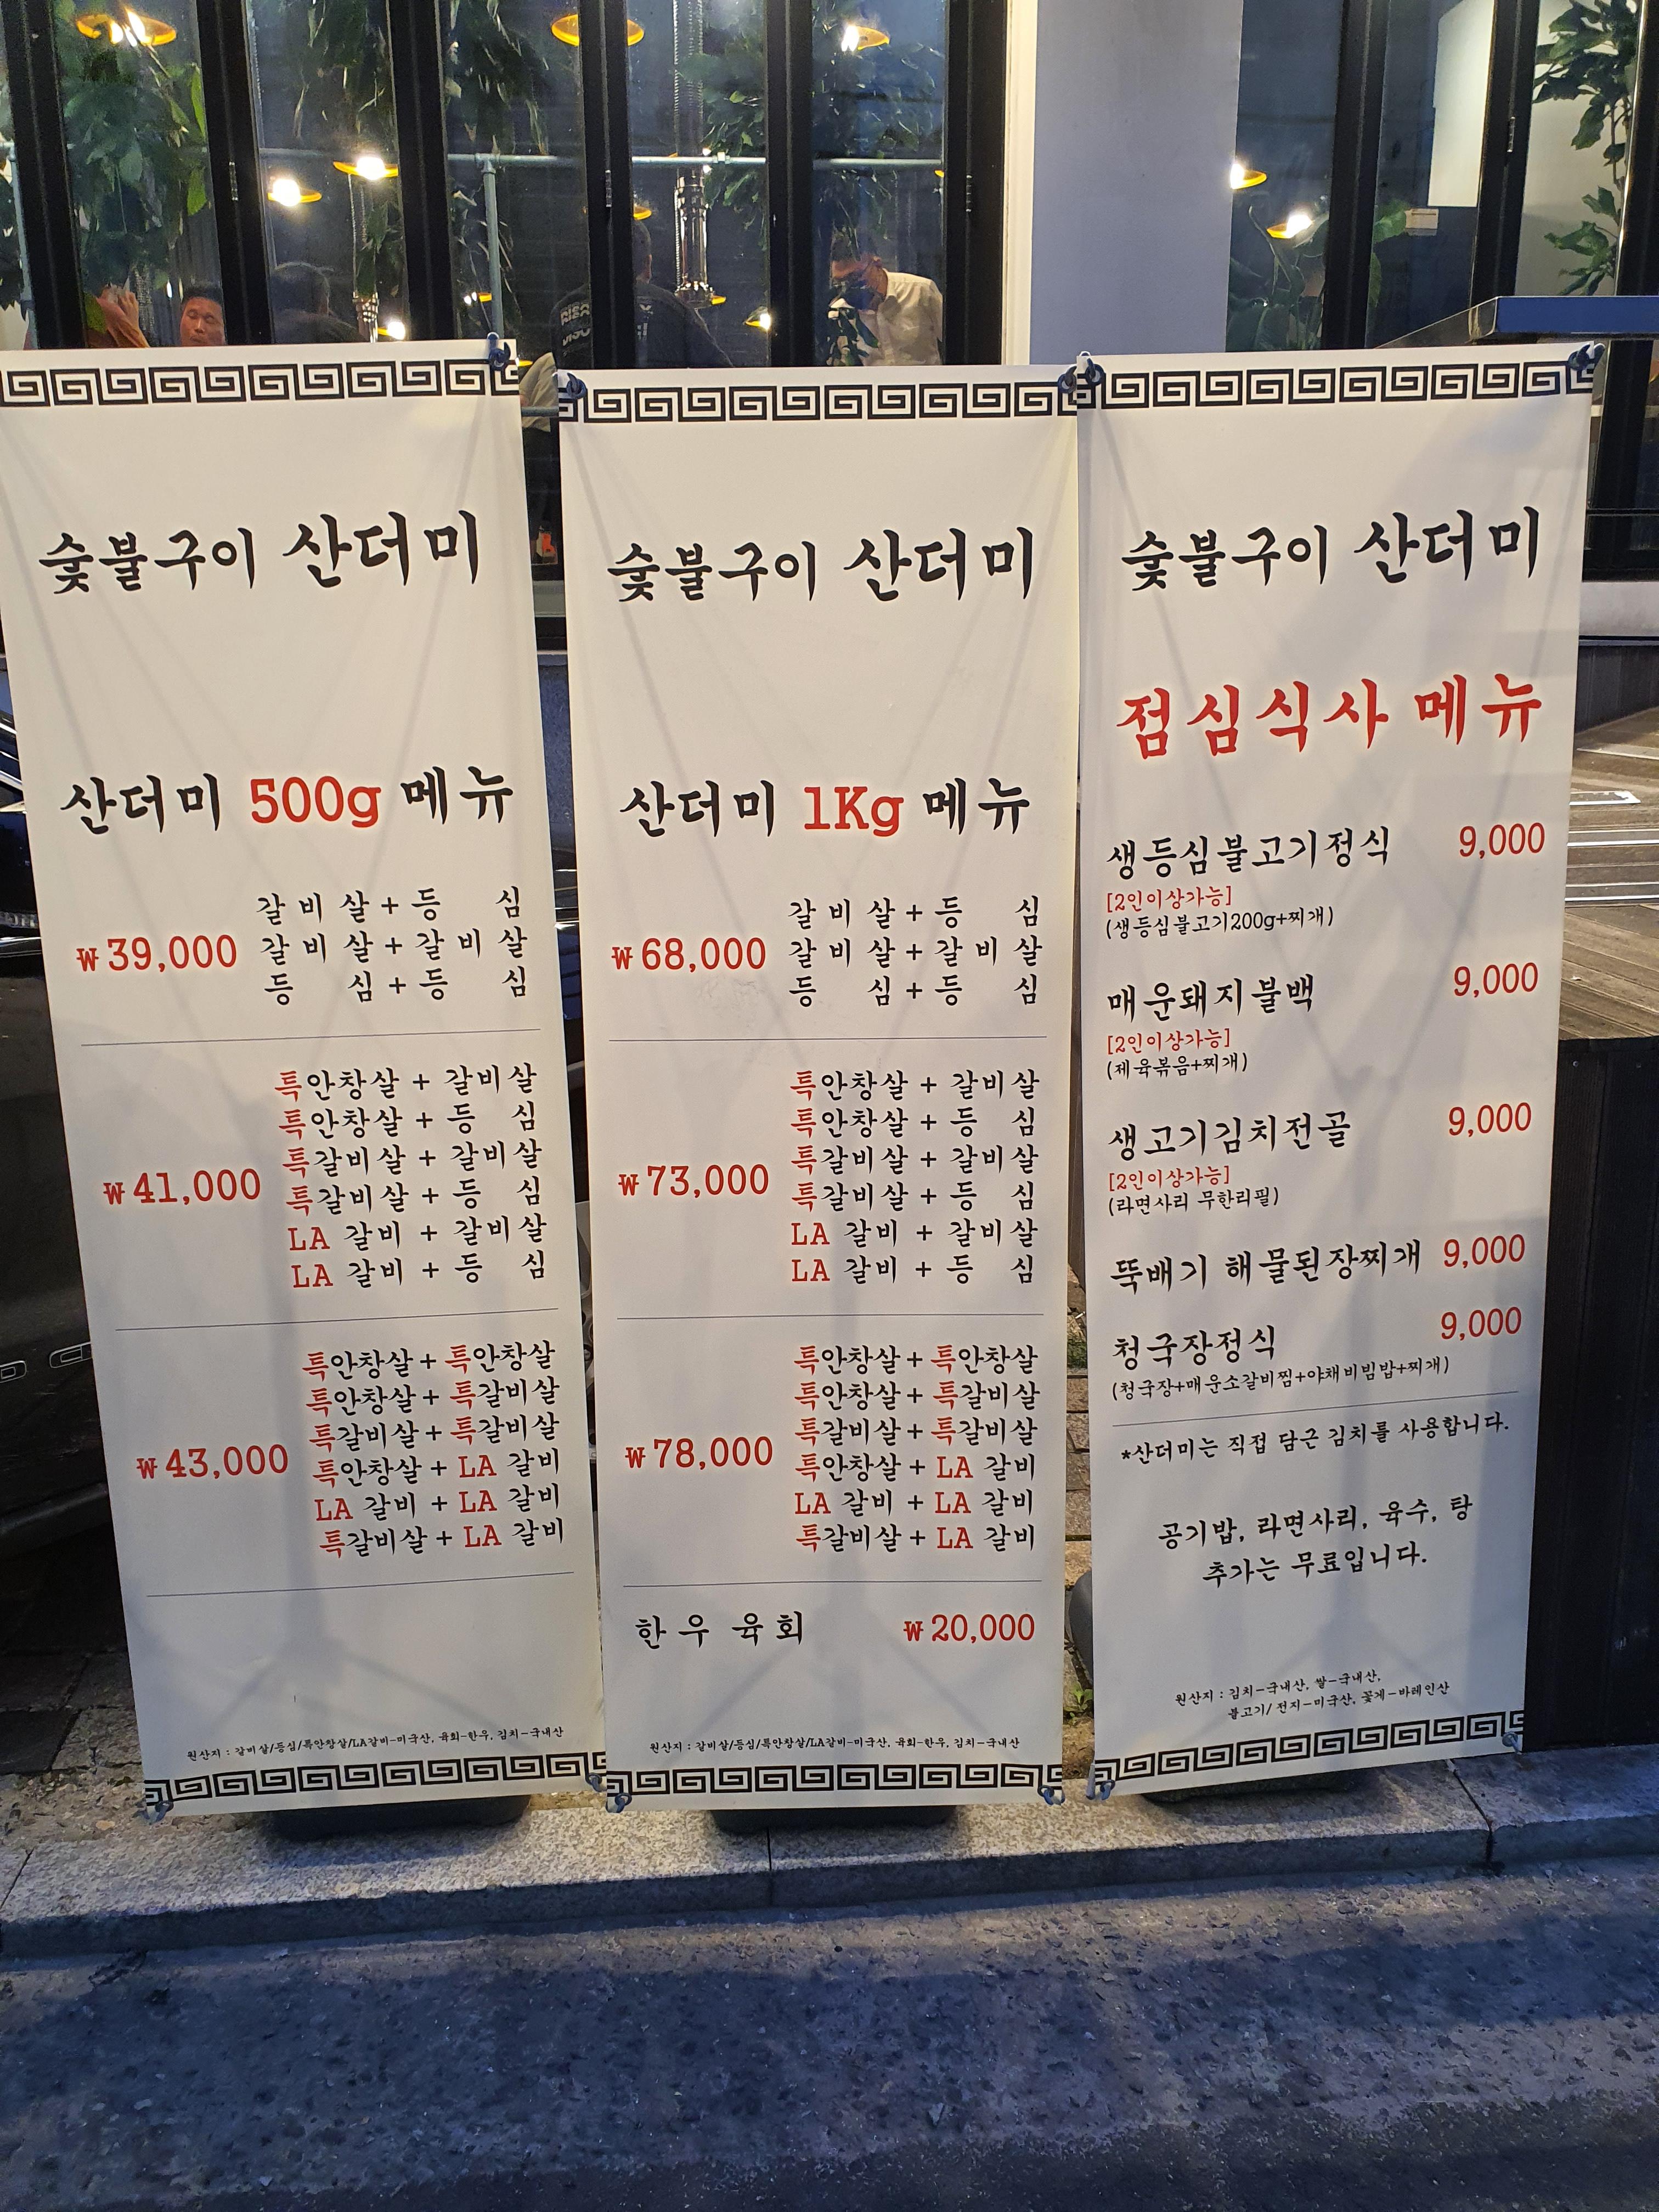 숯불구이 산더미
산더미 500g 메뉴
₩39,000
갈비살+등심
갈비살+갈비살
등심+등심
₩41,000
특안창살 + 갈비살
특안창살 + 등심
특갈비살 + 갈비살
특갈비살 + 등심
LA 갈비 + 갈비살
LA 갈비 + 등심
₩43,000
특안창살 + 특안창살
특안창살 + 특갈비살
특갈비살 + 특갈비살
특안창살 + LA 갈비
LA 갈비 + LA 갈비
특갈비살 + LA 갈비
원산지 : 갈비살/등심/특안창살/LA갈비-미국산, 육회-한우, 김치-국내산
숯불구이 산더미
산더미 1Kg 메뉴
₩68,000
갈비살+등심
갈비살+갈비살
등심+등심
₩73,000
특안창살 + 갈비살
특안창살 + 등심
특갈비살 + 갈비살
특갈비살 + 등심
LA 갈비 + 갈비살
LA 갈비 + 등심
₩78,000
특안창살 + 특안창살
특안창살 + 특갈비살
특갈비살 + 특갈비살
특안창살 + LA 갈비
LA 갈비 + LA 갈비
특갈비살 + LA 갈비
한우 육회 ₩20,000
원산지 : 갈비살/등심/특안창살/LA갈비-미국산, 육회-한우, 김치-국내산
숯불구이 산더미
점심식사 메뉴
생등심불고기정식 9,000
[2인이상가능]
(생등심불고기200g+찌개)
매운돼지불백 9,000
[2인이상가능]
(제육볶음+찌개)
생고기김치전골 9,000
[2인이상가능]
(라면사리 무한리필)
뚝배기 해물된장찌개 9,000
청국장정식 9,000
(청국장+매운소갈비찜+야채비빔밥+찌개)
*산더미는 직접 담근 김치를 사용합니다.
공기밥, 라면사리, 육수, 탕
추가는 무료입니다.
원산지 : 김치-국내산, 쌀-국내산,
불고기/ 전지-미국산, 꽃게-바레인산